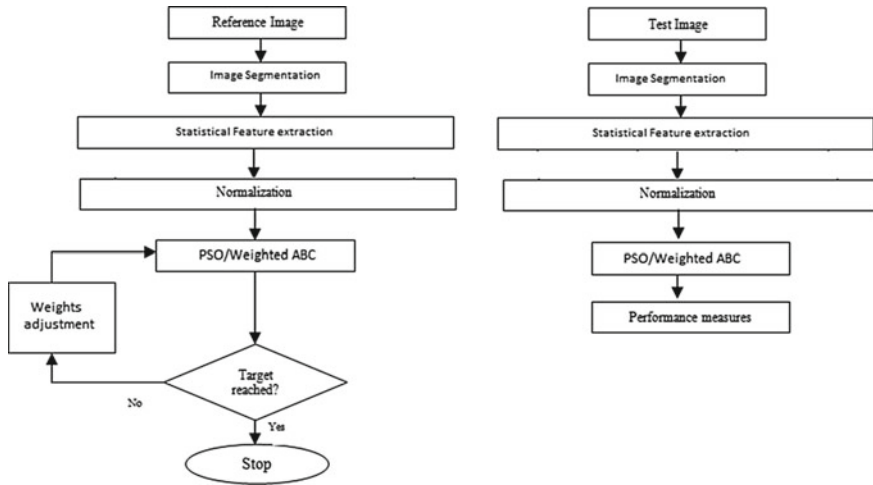 Reference Image
Image Segmentation
Statistical Feature extraction
Normalization
PSO/Weighted ABC
Weights
adjustment
Target
reached?
No
Yes
Stop
Test Image
Image Segmentation
Statistical Feature extraction
Normalization
PSO/Weighted ABC
Performance measures